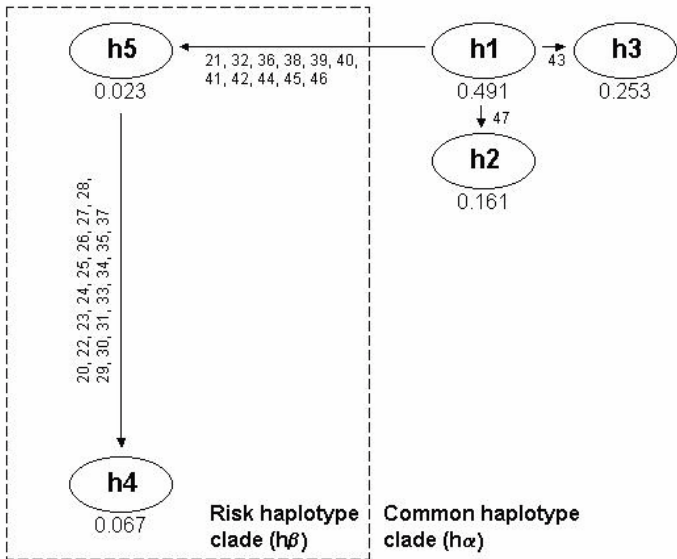 h5
0.023
21, 32, 36, 38, 39, 40,
41, 42, 44, 45, 46
h1
0.491
43
h3
0.253
47
h2
0.161
20, 22, 23, 24, 25, 26, 27, 28,
29, 30, 31, 33, 34, 35, 37
h4
0.067
Risk haplotype
clade (hβ)
Common haplotype
clade (hα)